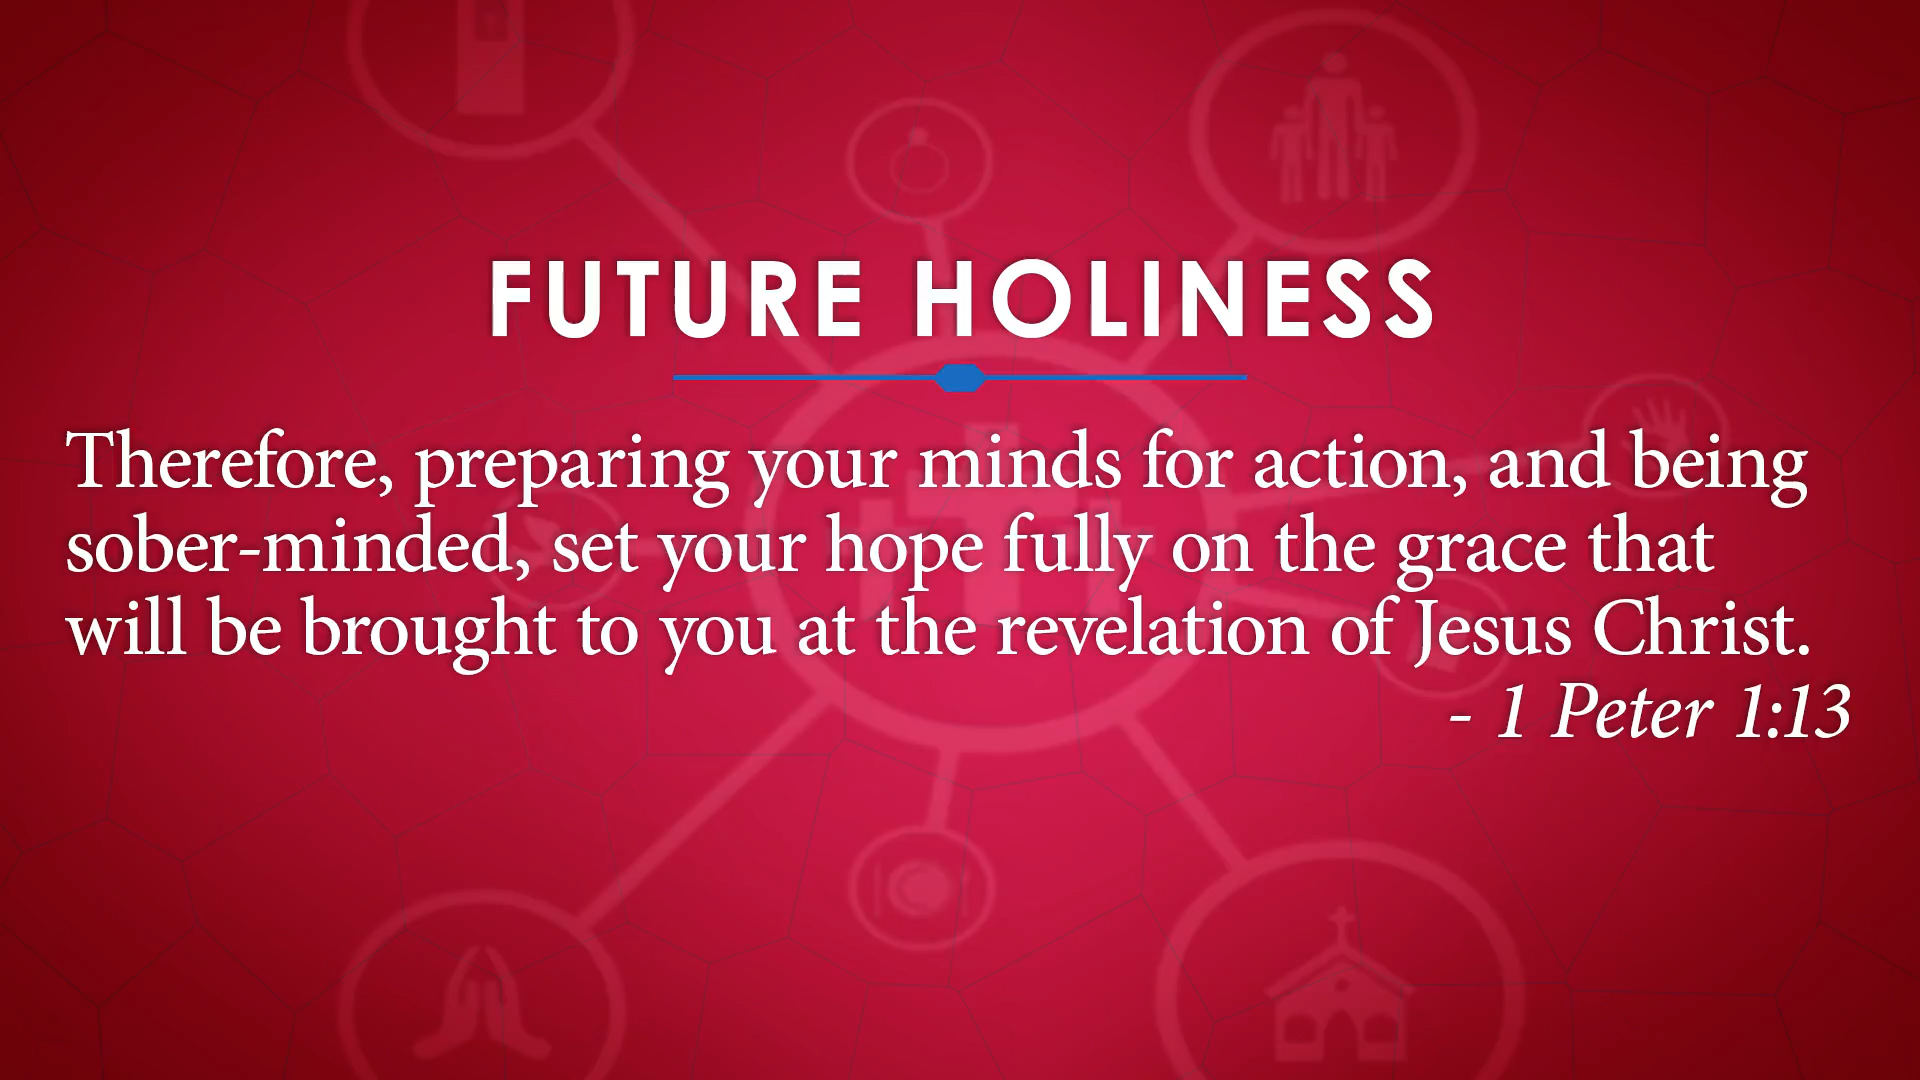 FUTURE HOLINESS
Therefore, preparing your minds for action, and being
sober-minded, set your hope fully on the grace that
will be brought to you at the revelation of Jesus Christ.
- 1 Peter 1:13